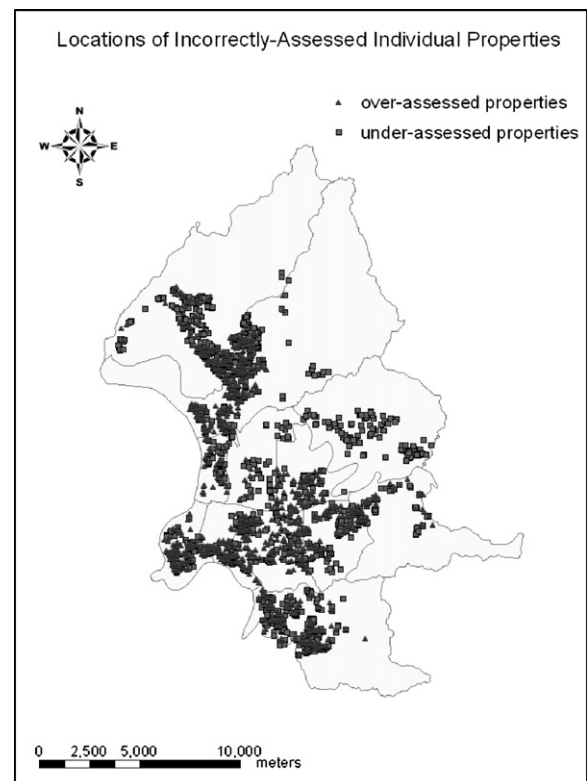 Locations of Incorrectly-Assessed Individual Properties
over-assessed properties
under-assessed properties
N
W E
S
0 2,500 5,000 10,000
meters